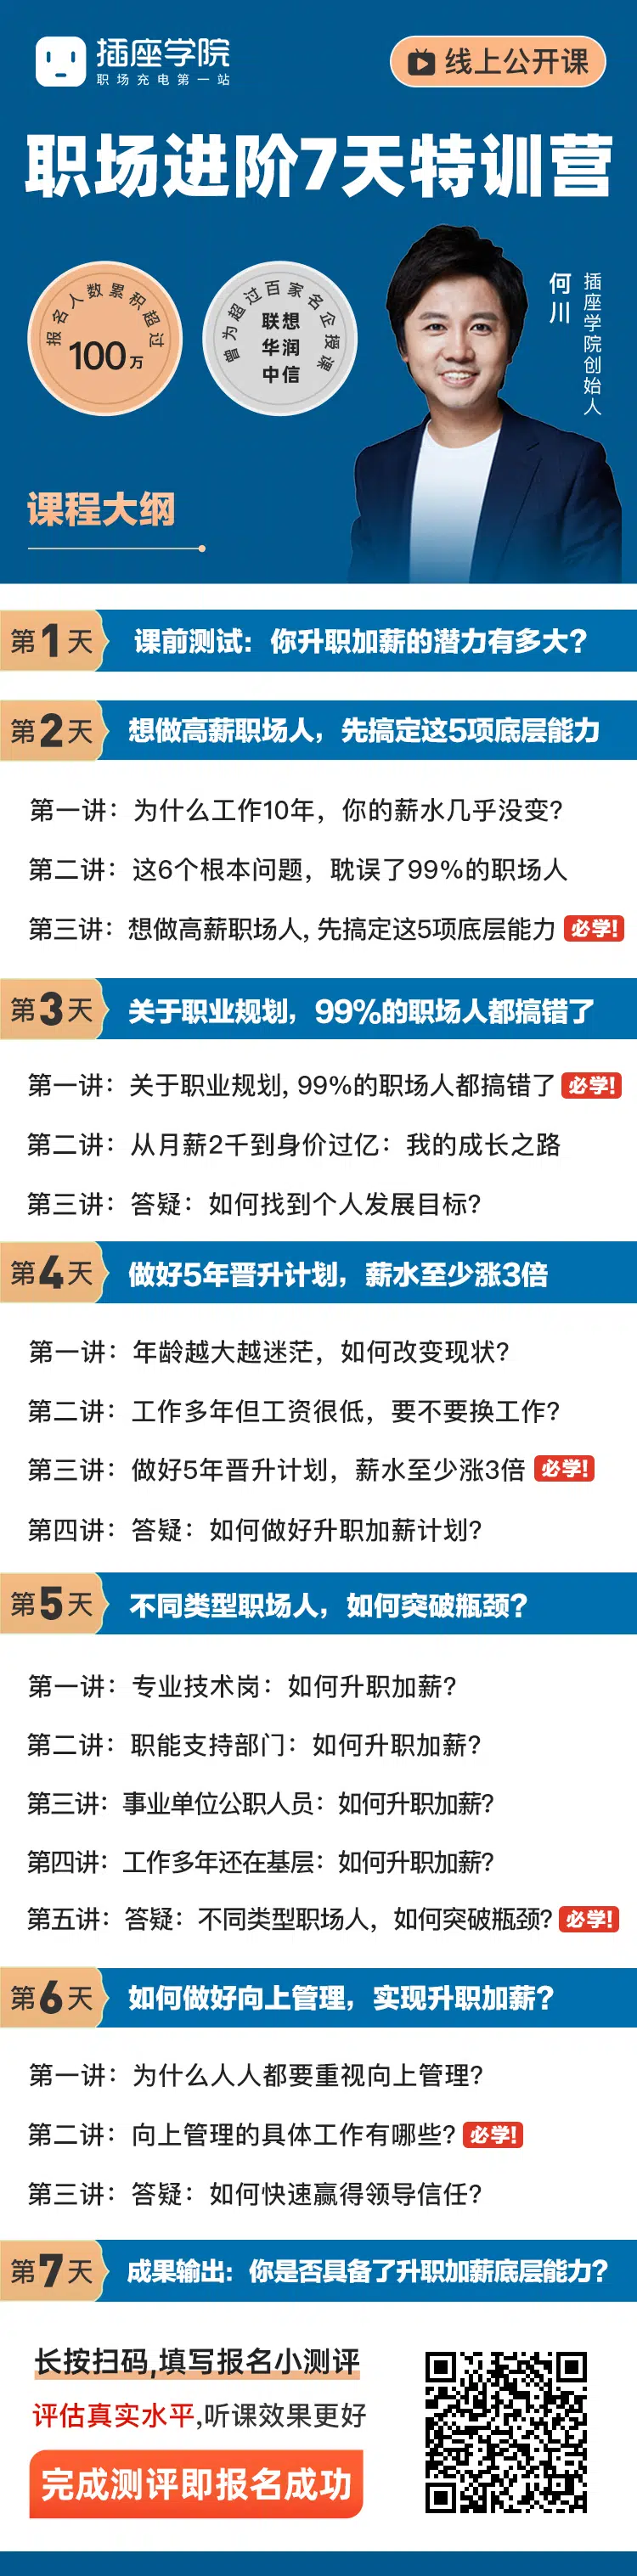 插座学院
职场充电第一站
线上公开课
职场进阶7天特训营
报名人数累积超过
100万
曾为超过百家名企授课
联想
华润
中信
何川
插座学院创始人
课程大纲
第1天 课前测试：你升职加薪的潜力有多大？
第2天 想做高薪职场人，先搞定这5项底层能力
第一讲：为什么工作10年，你的薪水几乎没变？
第二讲：这6个根本问题，耽误了99%的职场人
第三讲：想做高薪职场人，先搞定这5项底层能力 必学！
第3天 关于职业规划，99%的职场人都搞错了
第一讲：关于职业规划，99%的职场人都搞错了 必学！
第二讲：从月薪2千到身价过亿：我的成长之路
第三讲：答疑：如何找到个人发展目标？
第4天 做好5年晋升计划，薪水至少涨3倍
第一讲：年龄越大越迷茫，如何改变现状？
第二讲：工作多年但工资很低，要不要换工作？
第三讲：做好5年晋升计划，薪水至少涨3倍 必学！
第四讲：答疑：如何做好升职加薪计划？
第5天 不同类型职场人，如何突破瓶颈？
第一讲：专业技术岗：如何升职加薪？
第二讲：职能支持部门：如何升职加薪？
第三讲：事业单位公职人员：如何升职加薪？
第四讲：工作多年还在基层：如何升职加薪？
第五讲：答疑：不同类型职场人，如何突破瓶颈？ 必学！
第6天 如何做好向上管理，实现升职加薪？
第一讲：为什么人人都要重视向上管理？
第二讲：向上管理的具体工作有哪些？ 必学！
第三讲：答疑：如何快速赢得领导信任？
第7天 成果输出：你是否具备了升职加薪底层能力？
长按扫码,填写报名小测评
评估真实水平,听课效果更好
完成测评即报名成功